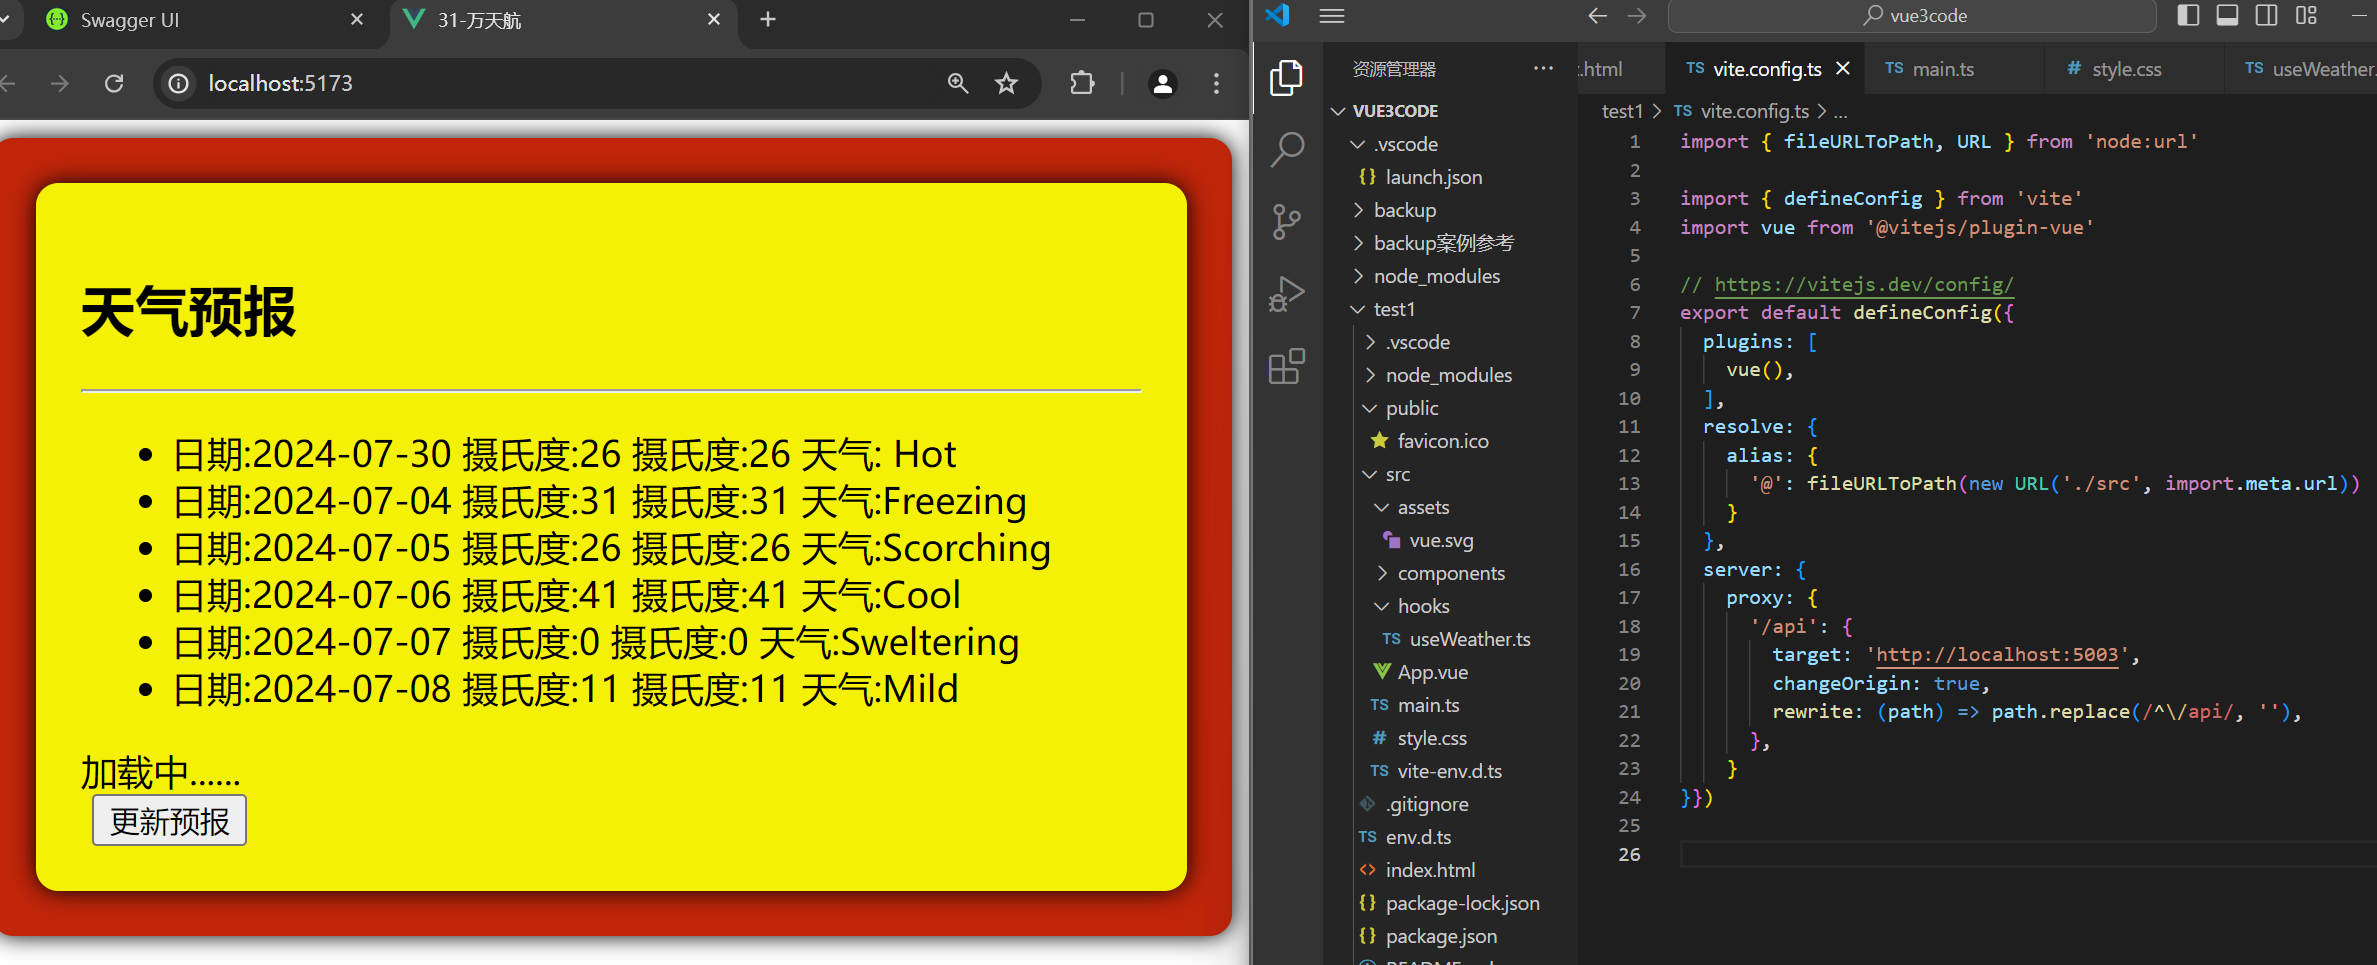 Swagger UI
31-万天航
localhost:5173
天气预报
日期:2024-07-30 摄氏度:26 摄氏度:26 天气: Hot
日期:2024-07-04 摄氏度:31 摄氏度:31 天气:Freezing
日期:2024-07-05 摄氏度:26 摄氏度:26 天气:Scorching
日期:2024-07-06 摄氏度:41 摄氏度:41 天气:Cool
日期:2024-07-07 摄氏度:0 摄氏度:0 天气:Sweltering
日期:2024-07-08 摄氏度:11 摄氏度:11 天气:Mild
加载中......
更新预报
vue3code
资源管理器
VUE3CODE
.vscode
{} launch.json
backup
backup案例参考
node_modules
test1
.vscode
node_modules
public
favicon.ico
src
assets
vue.svg
components
hooks
TS useWeather.ts
App.vue
TS main.ts
# style.css
TS vite-env.d.ts
.gitignore
TS env.d.ts
<> index.html
{} package-lock.json
{} package.json
.html
TS vite.config.ts
TS main.ts
# style.css
TS useWeather.
test1 > TS vite.config.ts > ...
1 import { fileURLToPath, URL } from 'node:url'
2
3 import { defineConfig } from 'vite'
4 import vue from '@vitejs/plugin-vue'
5
6 // https://vitejs.dev/config/
7 export default defineConfig({
8 plugins: [
9 vue(),
10 ],
11 resolve: {
12 alias: {
13 '@': fileURLToPath(new URL('./src', import.meta.url))
14 }
15 },
16 server: {
17 proxy: {
18 '/api': {
19 target: 'http://localhost:5003',
20 changeOrigin: true,
21 rewrite: (path) => path.replace(/^\/api/, ''),
22 },
23 }
24 }})
25
26